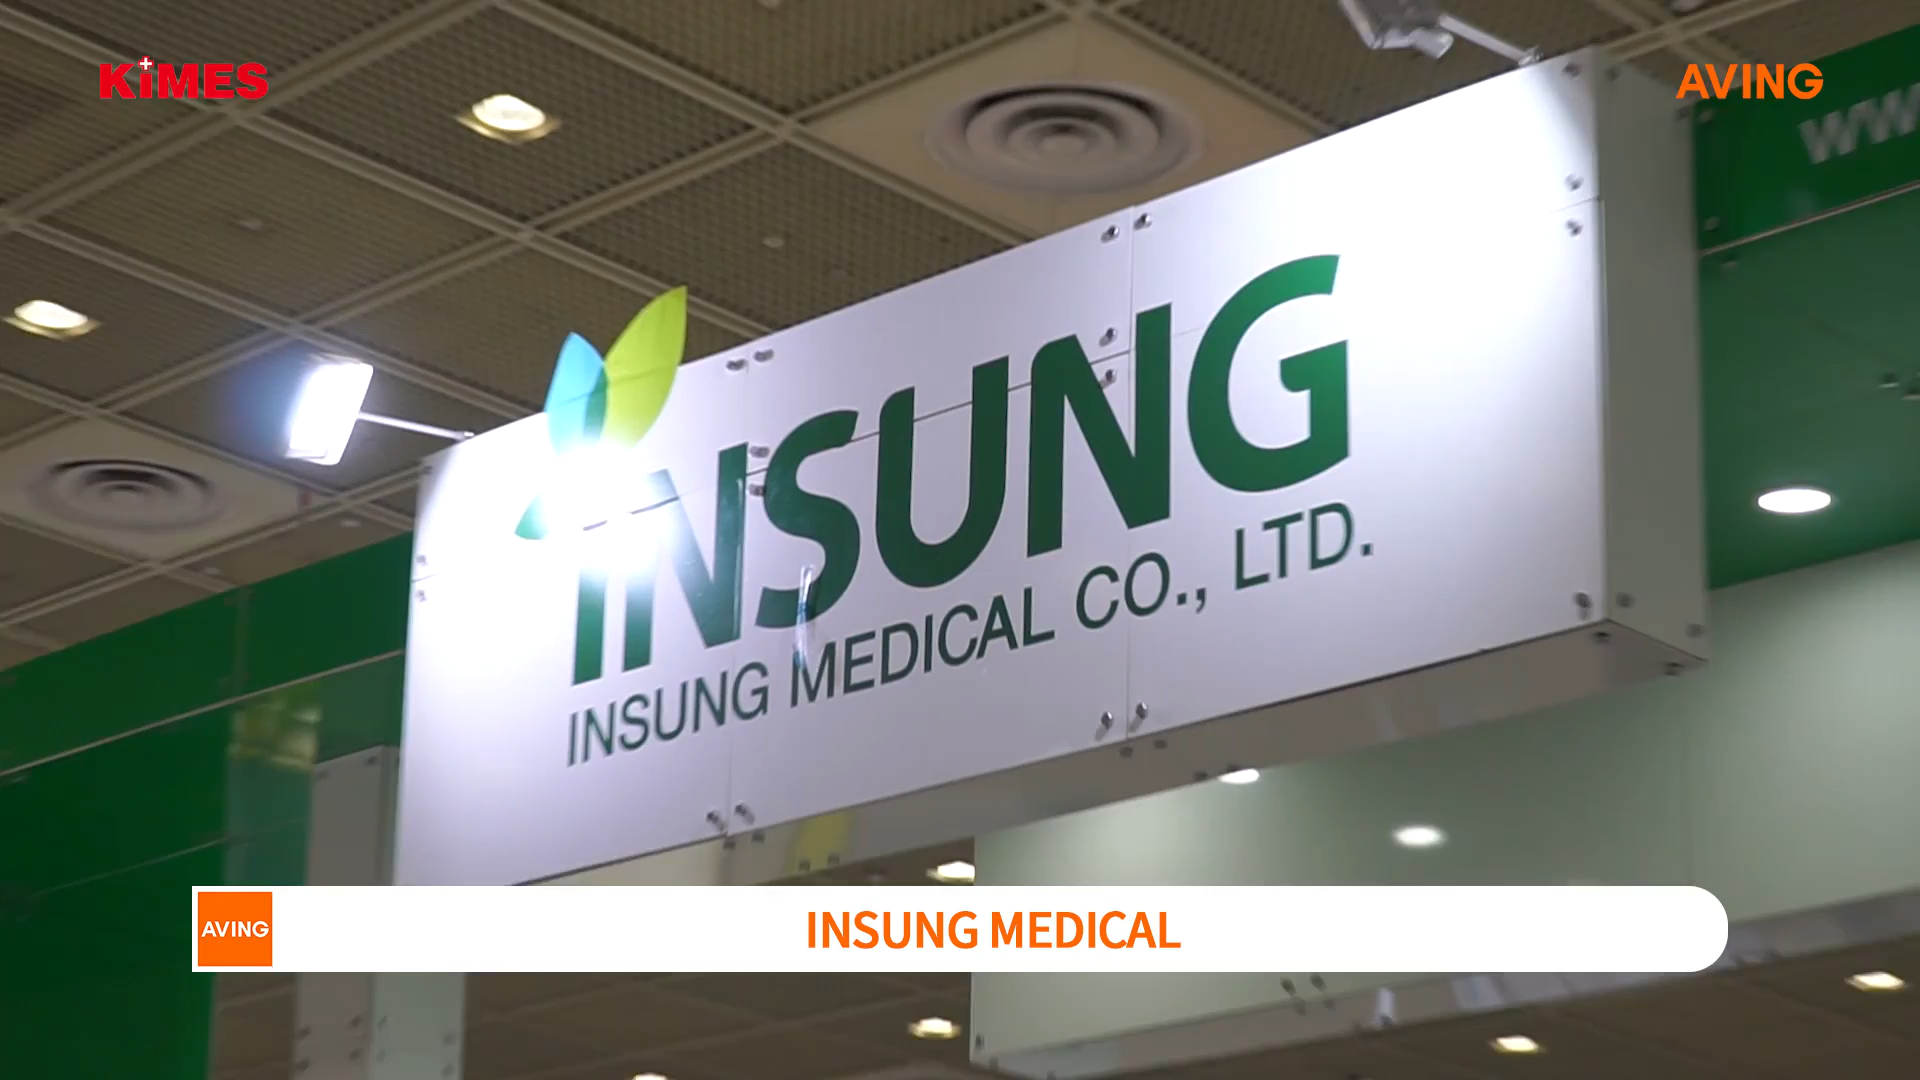 KiMES
AVING
INSUNG
INSUNG MEDICAL CO., LTD.
AVING
INSUNG MEDICAL